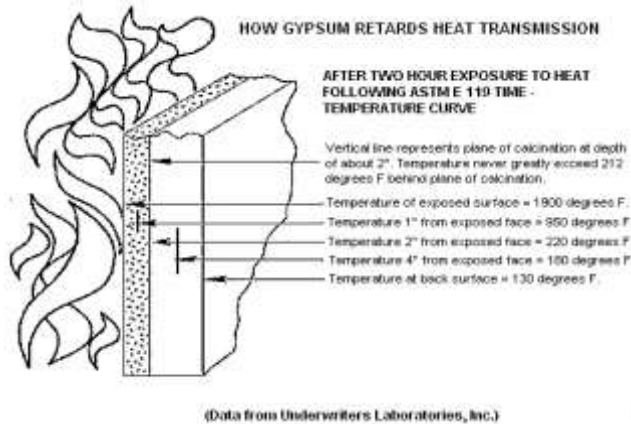 HOW GYPSUM RETARDS HEAT TRANSMISSION
AFTER TWO HOUR EXPOSURE TO HEAT
FOLLOWING ASTM E 119 TIME -
TEMPERATURE CURVE
Vertical line represents plane of calcination at depth
of about 2". Temperature never greatly exceed 212
degrees F behind plane of calcination.
Temperature of exposed surface = 1900 degrees F.
Temperature 1" from exposed face = 950 degrees F
Temperature 2" from exposed face = 220 degrees F
Temperature 4" from exposed face = 180 degrees F
Temperature at back surface = 130 degrees F.
(Data from Underwriters Laboratories, Inc.)